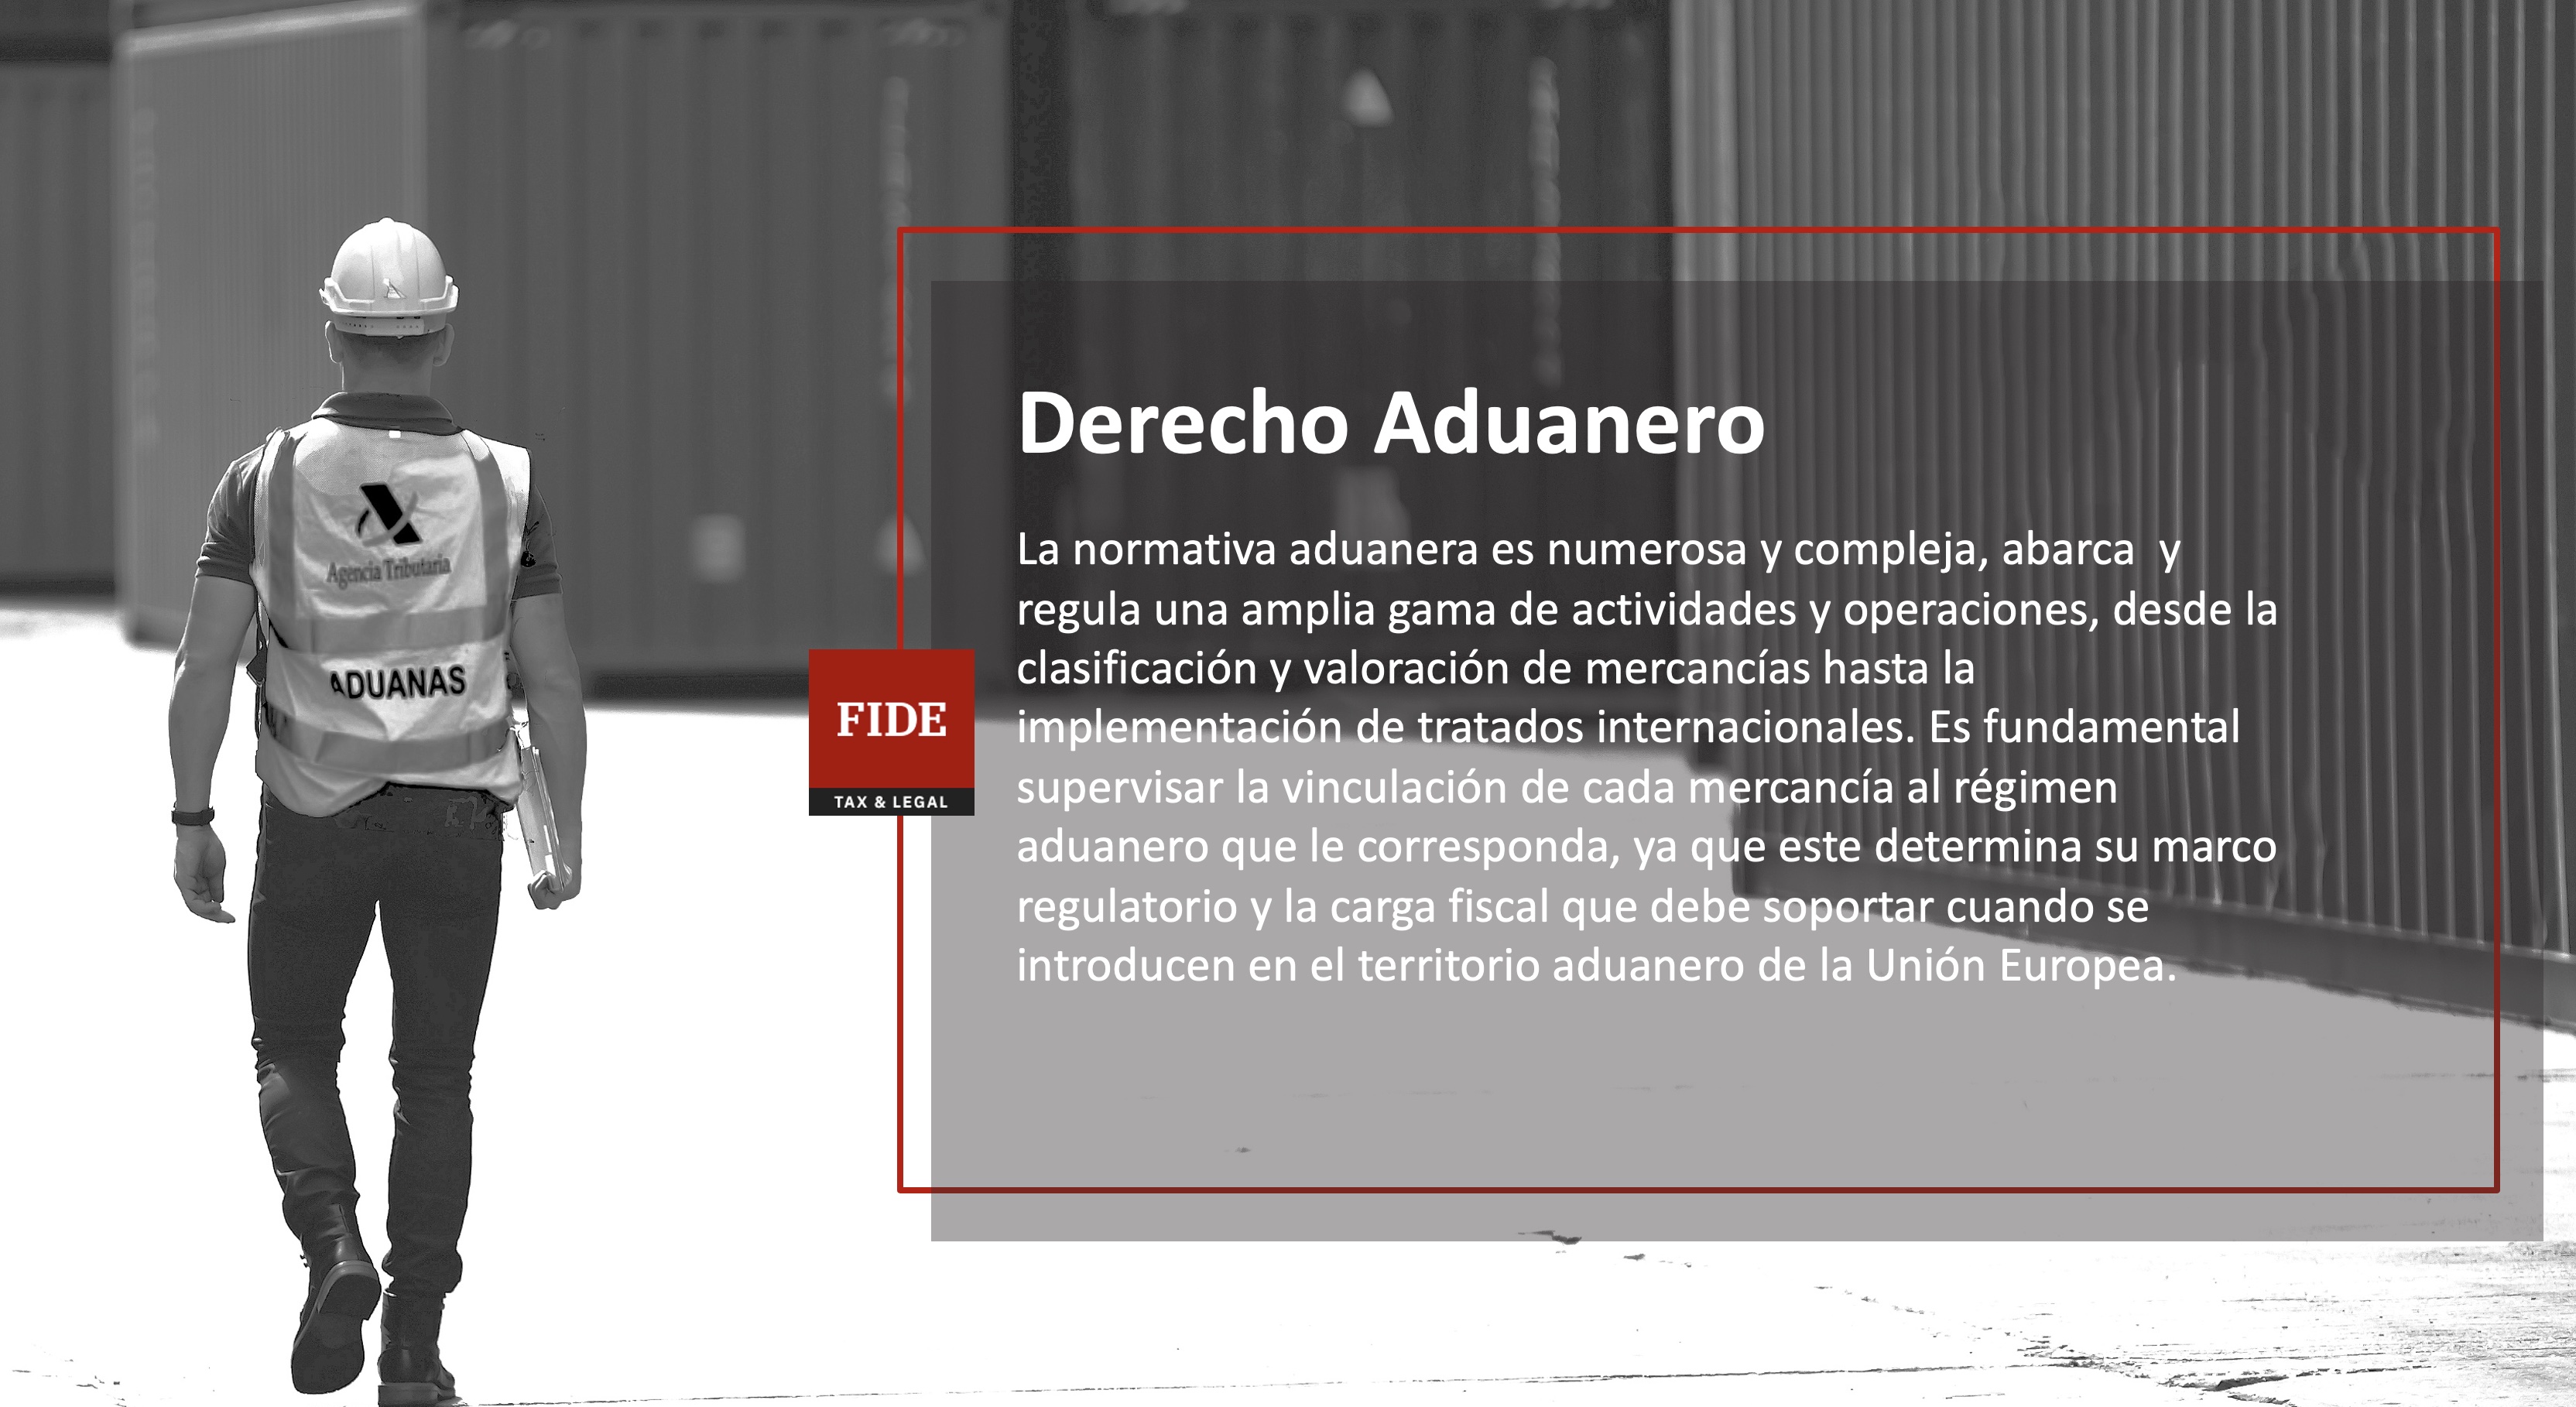 Agencia Tributaria
ADUANAS
FIDE
TAX & LEGAL
Derecho Aduanero
La normativa aduanera es numerosa y compleja, abarca  y
regula una amplia gama de actividades y operaciones, desde la
clasificación y valoración de mercancías hasta la
implementación de tratados internacionales. Es fundamental
supervisar la vinculación de cada mercancía al régimen
aduanero que le corresponda, ya que este determina su marco
regulatorio y la carga fiscal que debe soportar cuando se
introducen en el territorio aduanero de la Unión Europea.